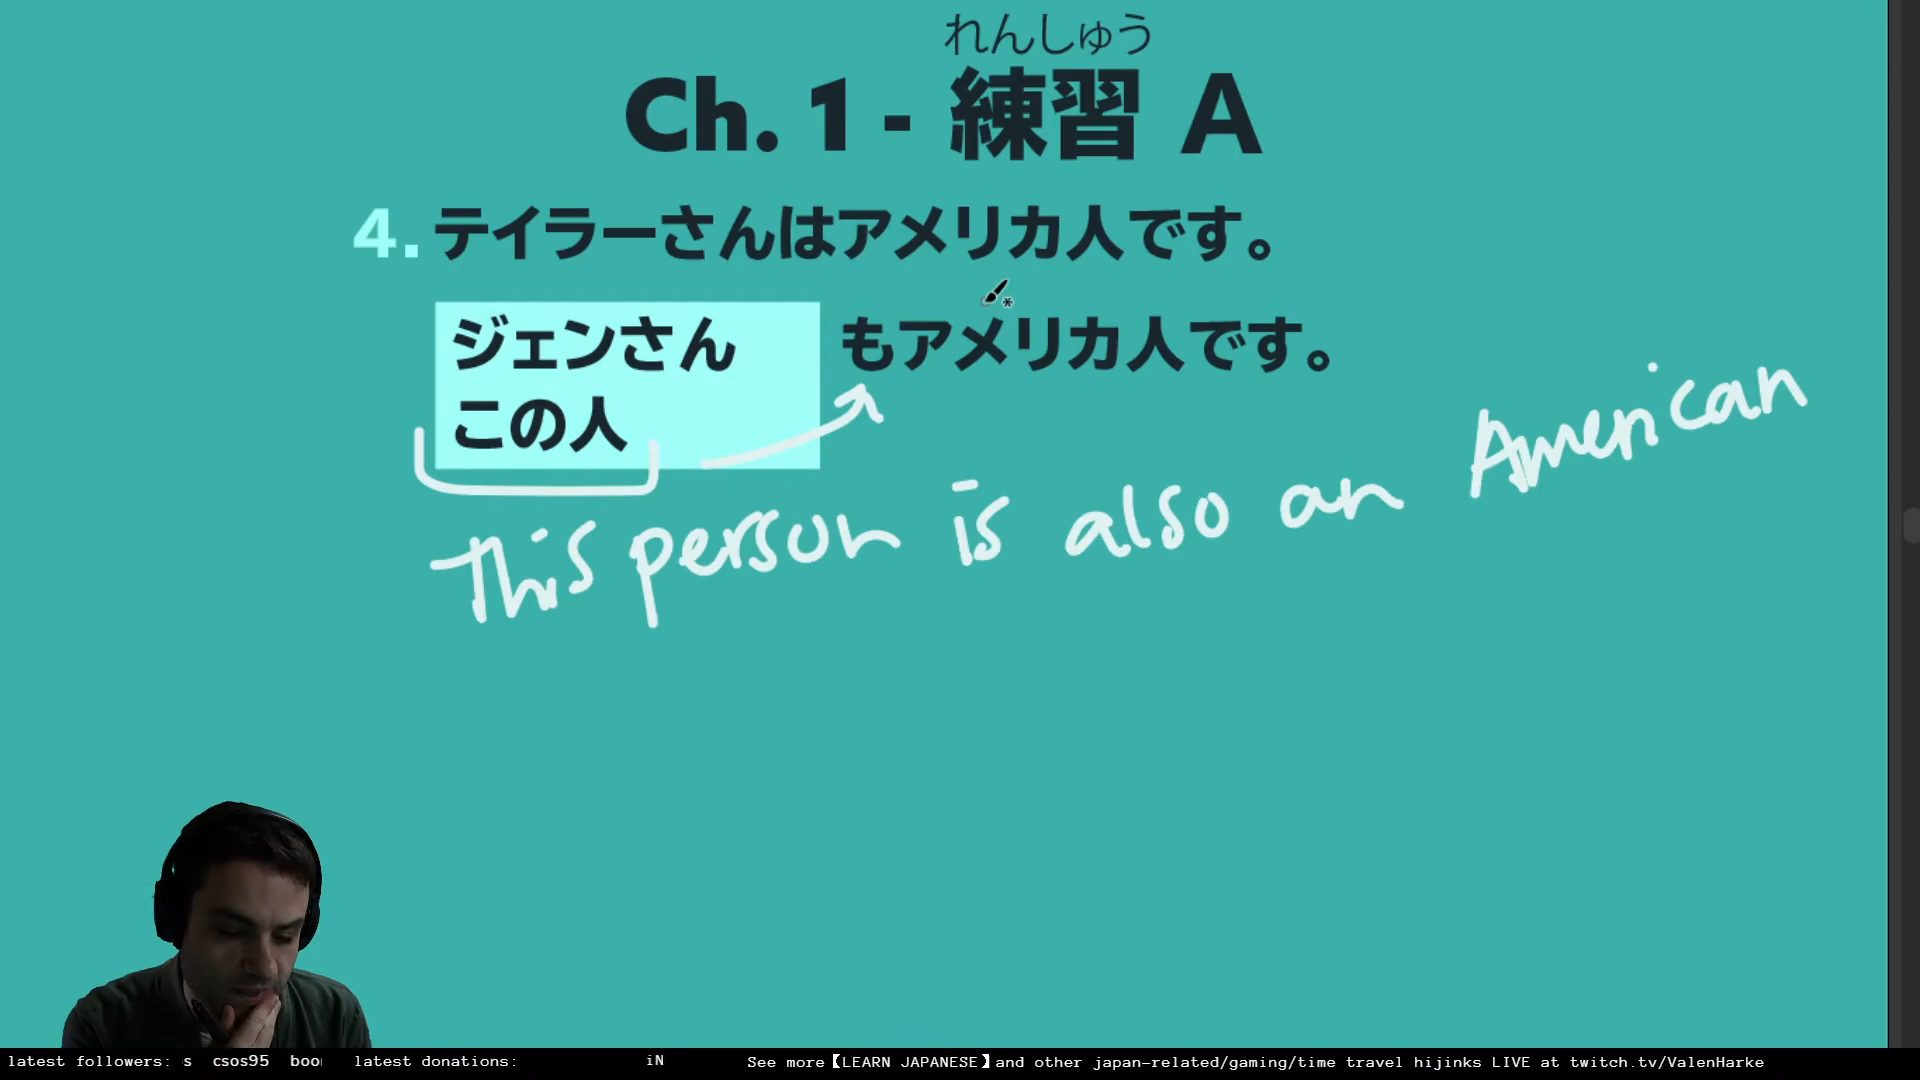 れんしゅう
Ch. 1 - 練習 A
4. テイラーさんはアメリカ人です。
ジェンさん
この人
もアメリカ人です。
This person is also an American
latest followers: s csos95 latest donations: iN See more【LEARN JAPANESE】and other japan-related/gaming/time travel hijinks LIVE at twitch.tv/ValenHarke